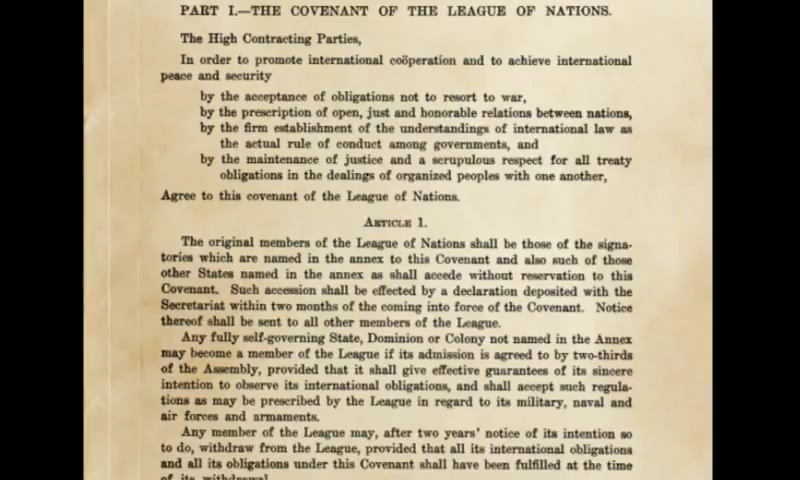 PART I.—THE COVENANT OF THE LEAGUE OF NATIONS.
The High Contracting Parties,
In order to promote international coöperation and to achieve international
peace and security
by the acceptance of obligations not to resort to war,
by the prescription of open, just and honorable relations between nations,
by the firm establishment of the understandings of international law as
the actual rule of conduct among governments, and
by the maintenance of justice and a scrupulous respect for all treaty
obligations in the dealings of organized peoples with one another,
Agree to this covenant of the League of Nations.
ARTICLE 1.
The original members of the League of Nations shall be those of the signa-
tories which are named in the annex to this Covenant and also such of those
other States named in the annex as shall accede without reservation to this
Covenant. Such accession shall be effected by a declaration deposited with the
Secretariat within two months of the coming into force of the Covenant. Notice
thereof shall be sent to all other members of the League.
Any fully self-governing State, Dominion or Colony not named in the Annex
may become a member of the League if its admission is agreed to by two-thirds
of the Assembly, provided that it shall give effective guarantees of its sincere
intention to observe its international obligations, and shall accept such regula-
tions as may be prescribed by the League in regard to its military, naval and
air forces and armaments.
Any member of the League may, after two years' notice of its intention so
to do, withdraw from the League, provided that all its international obligations
and all its obligations under this Covenant shall have been fulfilled at the time
of its withdrawal.